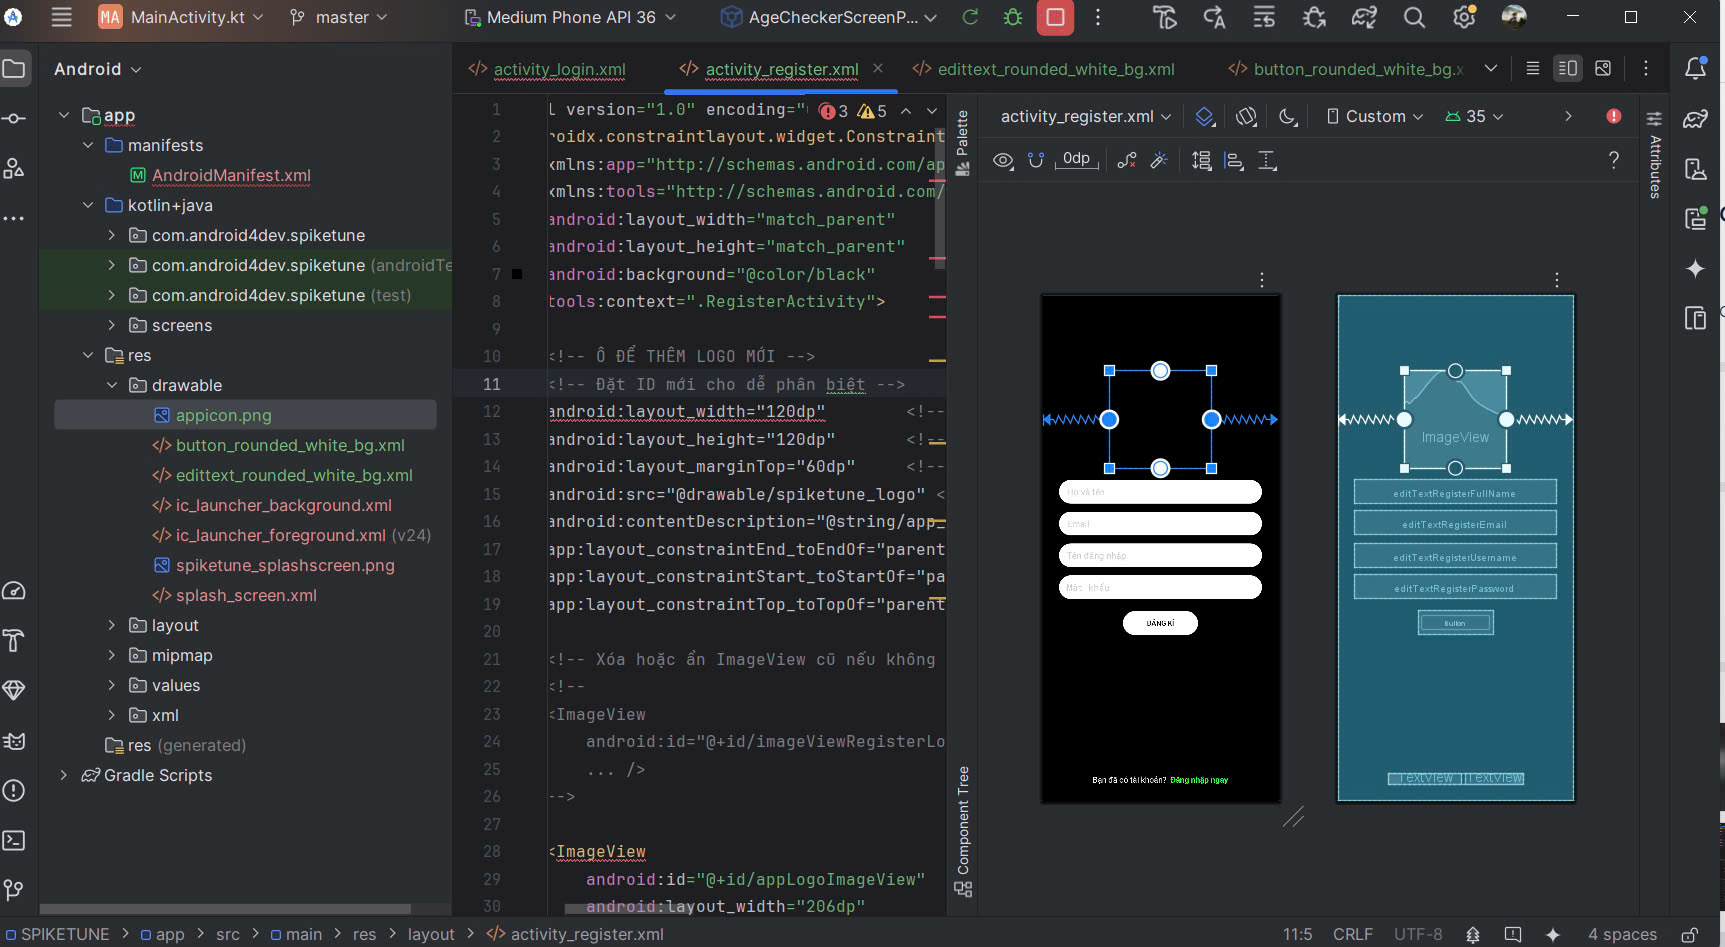 MA MainActivity.kt master Medium Phone API 36 AgeCheckerScreenP...
Android
app
manifests
AndroidManifest.xml
kotlin+java
com.android4dev.spiketune
com.android4dev.spiketune (androidTe
com.android4dev.spiketune (test)
screens
res
drawable
appicon.png
button_rounded_white_bg.xml
edittext_rounded_white_bg.xml
ic_launcher_background.xml
ic_launcher_foreground.xml (v24)
spiketune_splashscreen.png
splash_screen.xml
layout
mipmap
values
xml
res (generated)
Gradle Scripts
activity_login.xml activity_register.xml edittext_rounded_white_bg.xml button_rounded_white_bg.x
3 5
1 l version="1.0" encoding="
2 roidx.constraintlayout.widget.Constraint
3 xmlns:app="http://schemas.android.com/ap
4 xmlns:tools="http://schemas.android.com/
5 android:layout_width="match_parent"
6 android:layout_height="match_parent"
7 android:background="@color/black"
8 tools:context=".RegisterActivity">
9
10 <!-- Ô ĐỂ THÊM LOGO MỚI -->
11 <!-- Đặt ID mới cho dễ phân biệt -->
12 android:layout_width="120dp" <!--
13 android:layout_height="120dp" <!--
14 android:layout_marginTop="60dp" <!--
15 android:src="@drawable/spiketune_logo" <
16 android:contentDescription="@string/app_
17 app:layout_constraintEnd_toEndOf="parent
18 app:layout_constraintStart_toStartOf="pa
19 app:layout_constraintTop_toTopOf="parent
20
21 <!-- Xóa hoặc ẩn ImageView cũ nếu không
22 <!--
23 <ImageView
24 android:id="@+id/imageViewRegisterLo
25 ... />
26 -->
27
28 <ImageView
29 android:id="@+id/appLogoImageView"
30 android:layout_width="206dp"
Palette
Component Tree
activity_register.xml Custom 35
0dp ?
Attributes
Họ và tên
Email
Tên đăng nhập
Mật khẩu
ĐĂNG KÍ
Bạn đã có tài khoản? Đăng nhập ngay
ImageView
editTextRegisterFullName
editTextRegisterEmail
editTextRegisterUsername
editTextRegisterPassword
Button
TextView TextView
SPIKETUNE > app > src > main > res > layout > activity_register.xml 11:5 CRLF UTF-8 4 spaces